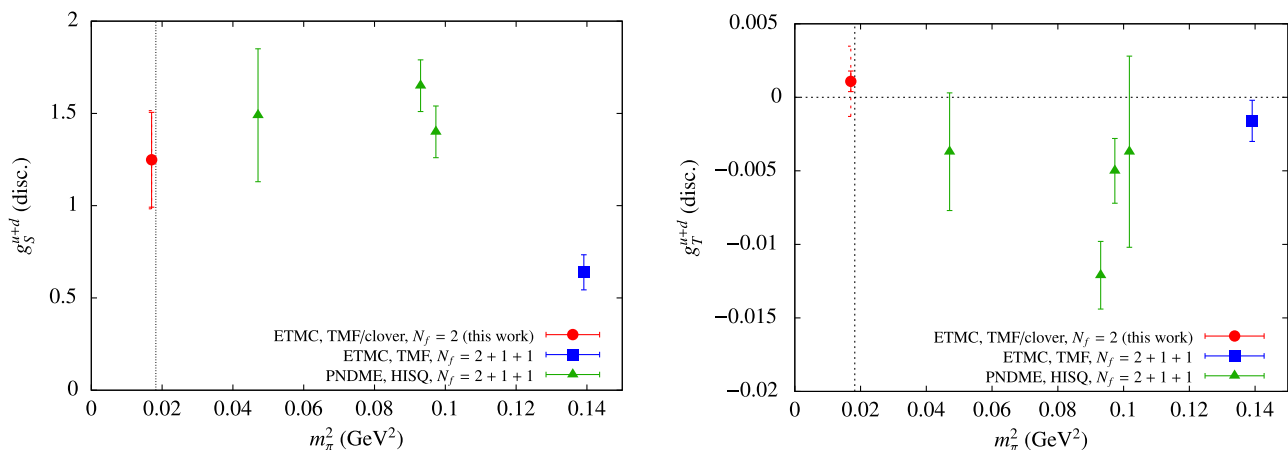 2
1.5
1
0.5
0
g_S^{u+d} (disc.)
ETMC, TMF/clover, N_f = 2 (this work)
ETMC, TMF, N_f = 2 + 1 + 1
PNDME, HISQ, N_f = 2 + 1 + 1
0 0.02 0.04 0.06 0.08 0.1 0.12 0.14
m_π^2 (GeV^2)
0.005
0
−0.005
−0.01
−0.015
−0.02
g_T^{u+d} (disc.)
ETMC, TMF/clover, N_f = 2 (this work)
ETMC, TMF, N_f = 2 + 1 + 1
PNDME, HISQ, N_f = 2 + 1 + 1
0 0.02 0.04 0.06 0.08 0.1 0.12 0.14
m_π^2 (GeV^2)